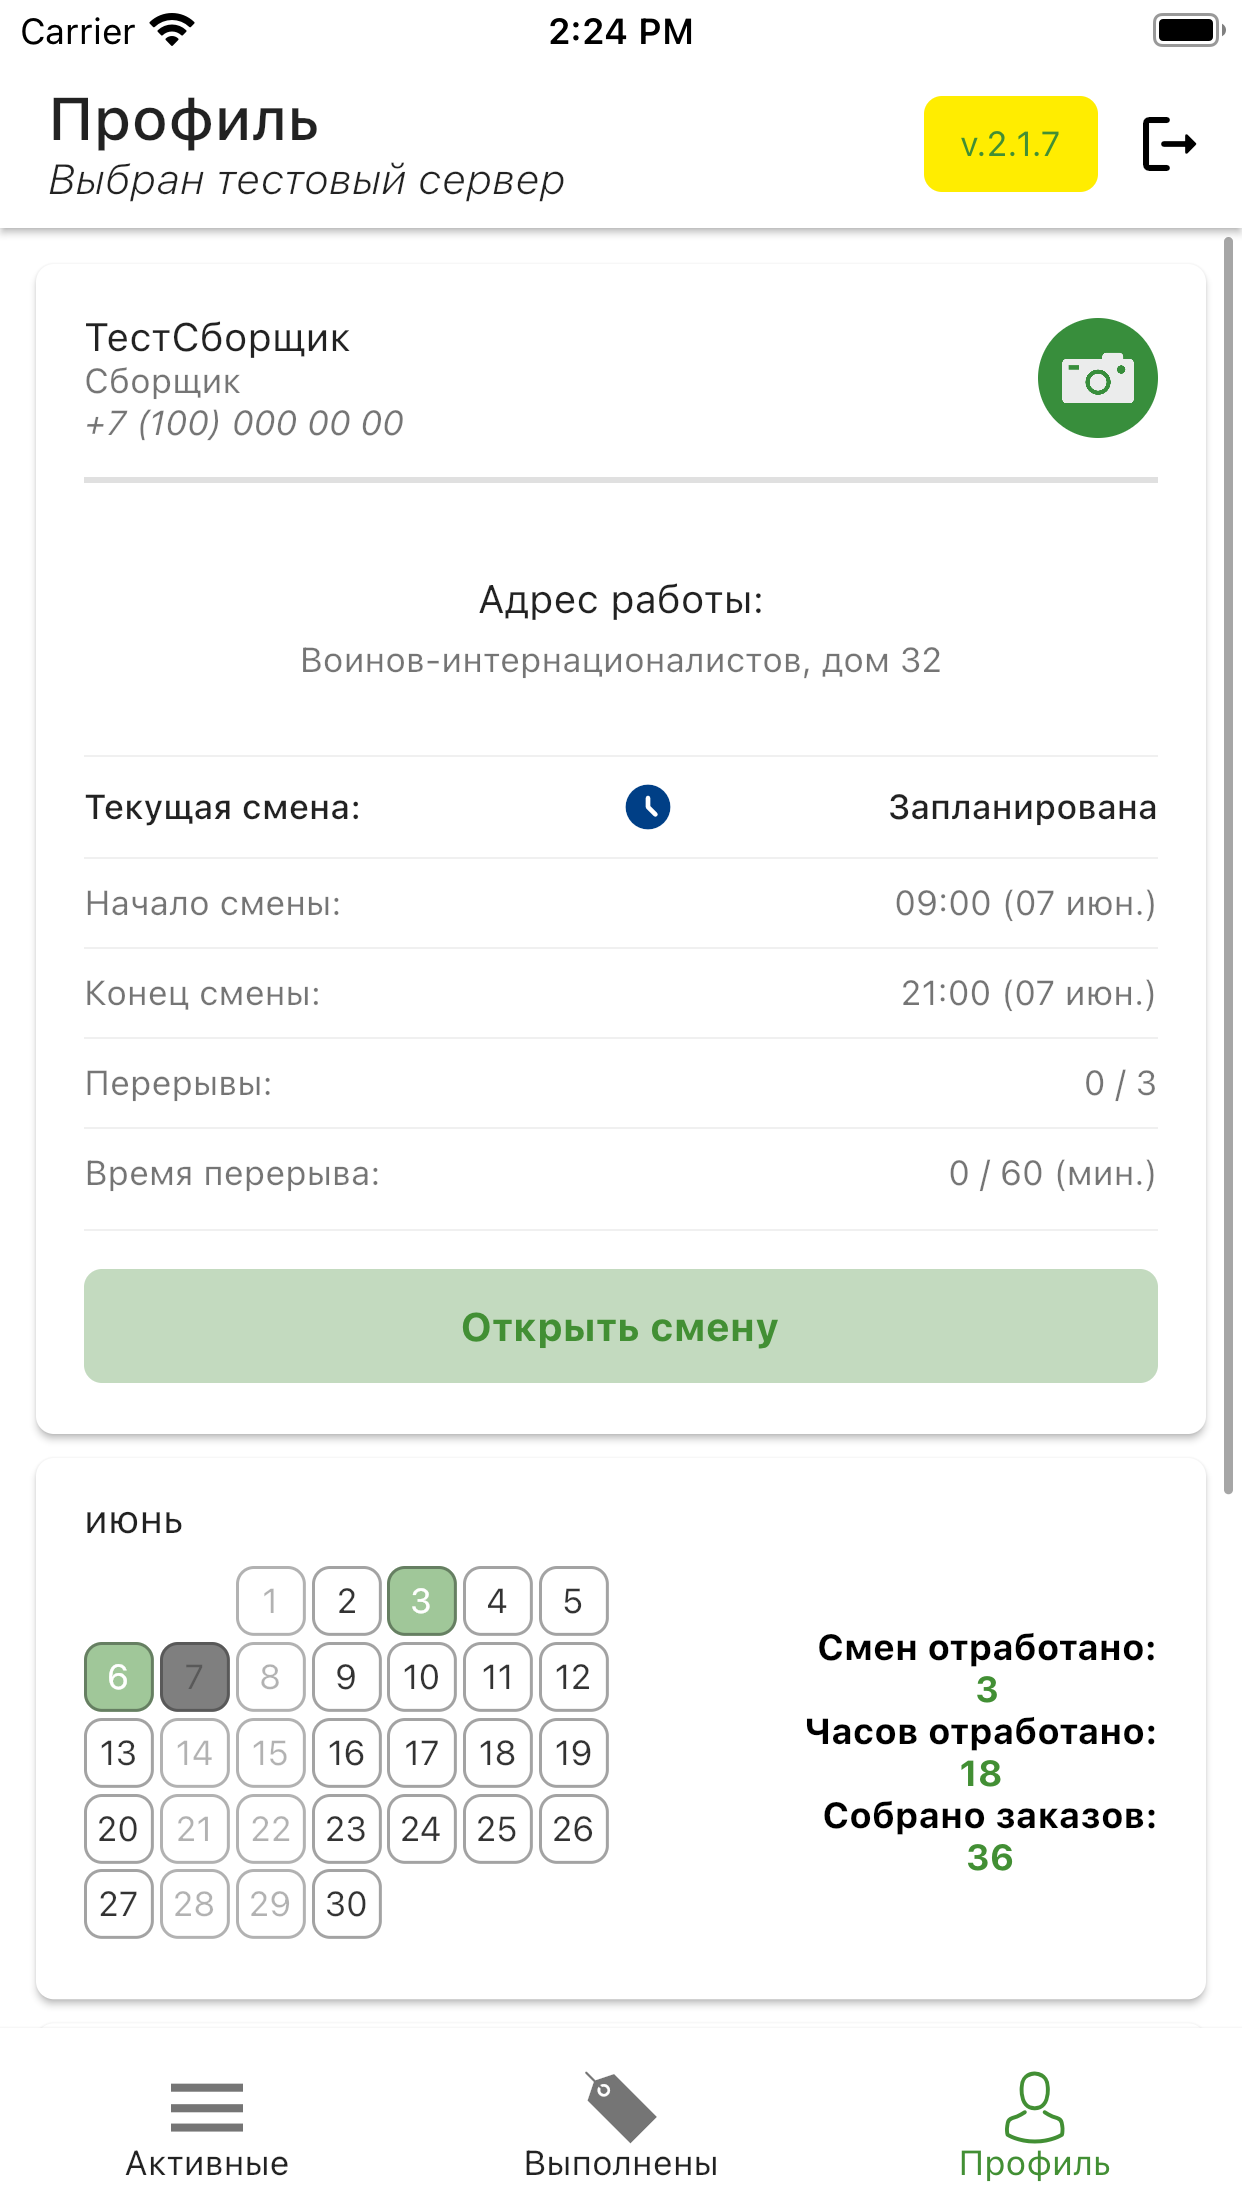 Carrier 2:24 PM
Профиль
Выбран тестовый сервер
v.2.1.7
ТестСборщик
Сборщик
+7 (100) 000 00 00
Адрес работы:
Воинов-интернационалистов, дом 32
Текущая смена: Запланирована
Начало смены: 09:00 (07 июн.)
Конец смены: 21:00 (07 июн.)
Перерывы: 0 / 3
Время перерыва: 0 / 60 (мин.)
Открыть смену
июнь
1 2 3 4 5
6 7 8 9 10 11 12
13 14 15 16 17 18 19
20 21 22 23 24 25 26
27 28 29 30
Смен отработано:
3
Часов отработано:
18
Собрано заказов:
36
Активные Выполнены Профиль